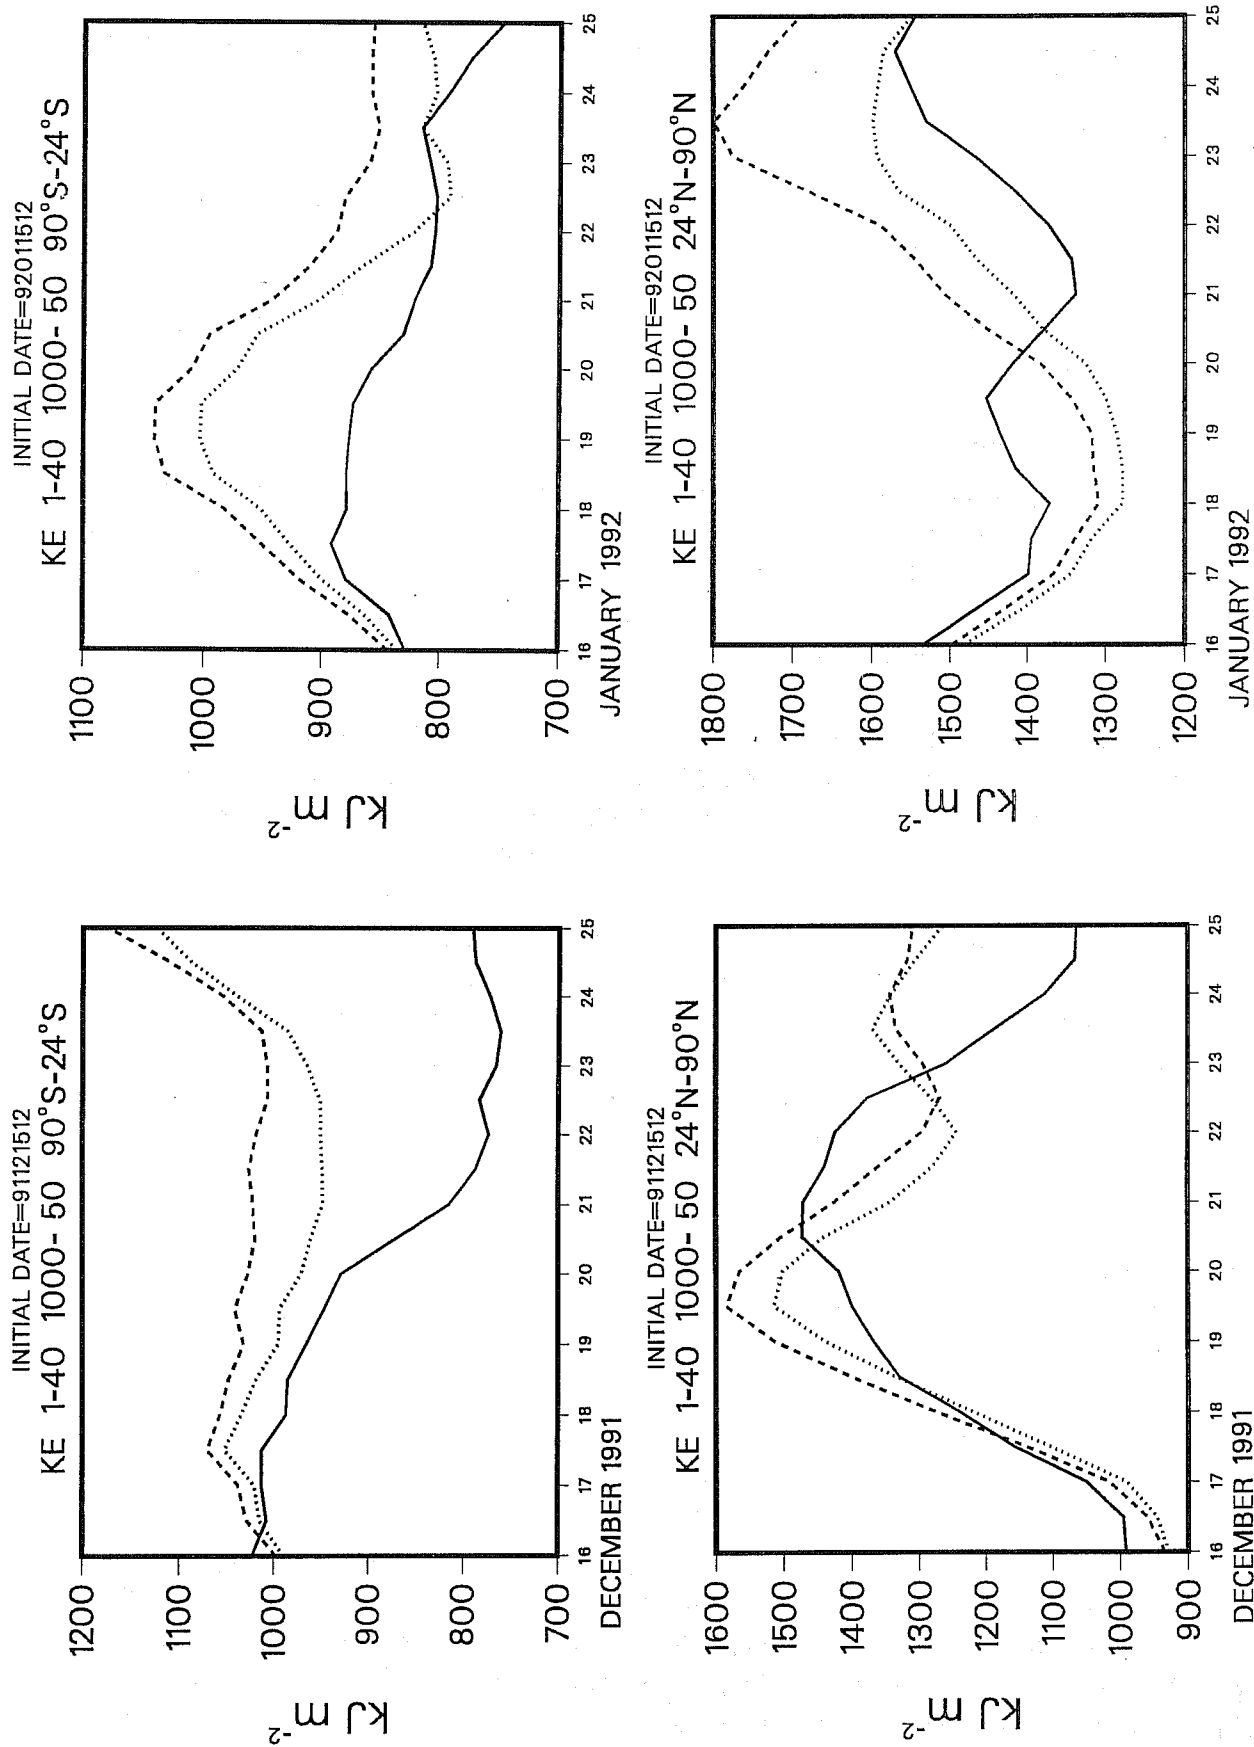 INITIAL DATE=91121512
KE 1-40 1000- 50 90°S-24°S
1200
1100
1000
900
800
700
kJ m⁻²
16 17 18 19 20 21 22 23 24 25
DECEMBER 1991
INITIAL DATE=92011512
KE 1-40 1000- 50 90°S-24°S
1100
1000
900
800
700
kJ m⁻²
16 17 18 19 20 21 22 23 24 25
JANUARY 1992
INITIAL DATE=91121512
KE 1-40 1000- 50 24°N-90°N
1600
1500
1400
1300
1200
1100
1000
900
kJ m⁻²
16 17 18 19 20 21 22 23 24 25
DECEMBER 1991
INITIAL DATE=92011512
KE 1-40 1000- 50 24°N-90°N
1800
1700
1600
1500
1400
1300
1200
kJ m⁻²
16 17 18 19 20 21 22 23 24 25
JANUARY 1992